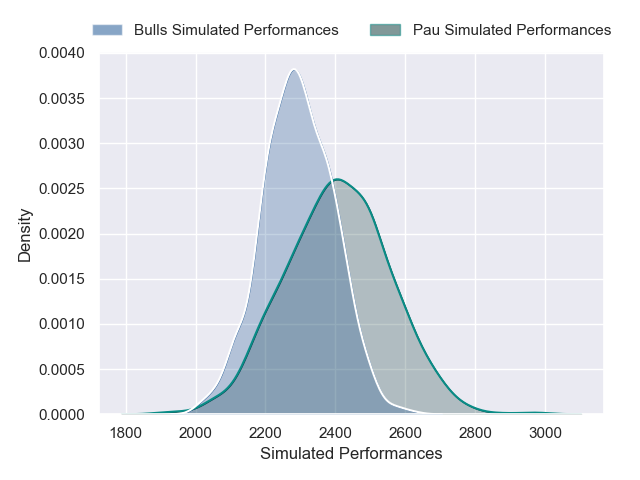 Bulls Simulated Performances
Pau Simulated Performances
0.0040
0.0035
0.0030
0.0025
0.0020
0.0015
0.0010
0.0005
0.0000
Density
1800 2000 2200 2400 2600 2800 3000
Simulated Performances